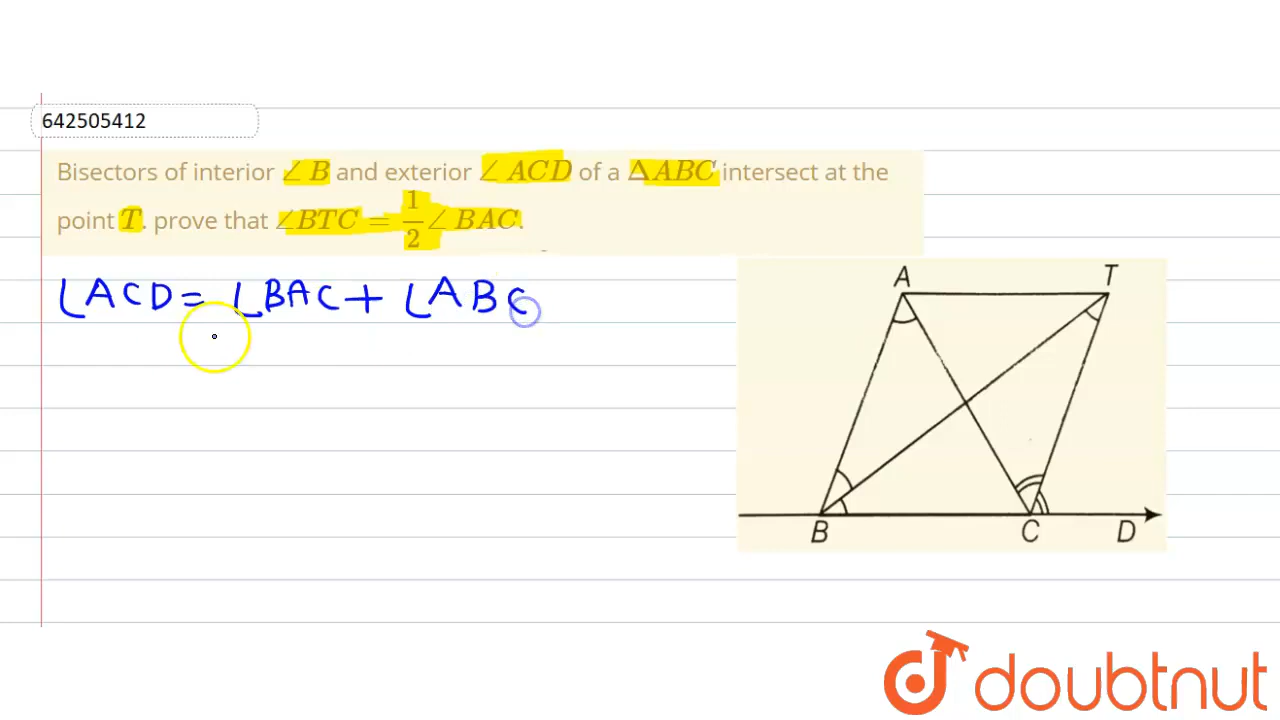 642505412
Bisectors of interior ∠B and exterior ∠ACD of a ΔABC intersect at the
point T. prove that ∠BTC = 1/2 ∠BAC.
∠ACD = ∠BAC + ∠ABC
A T
B C D
doubtnut